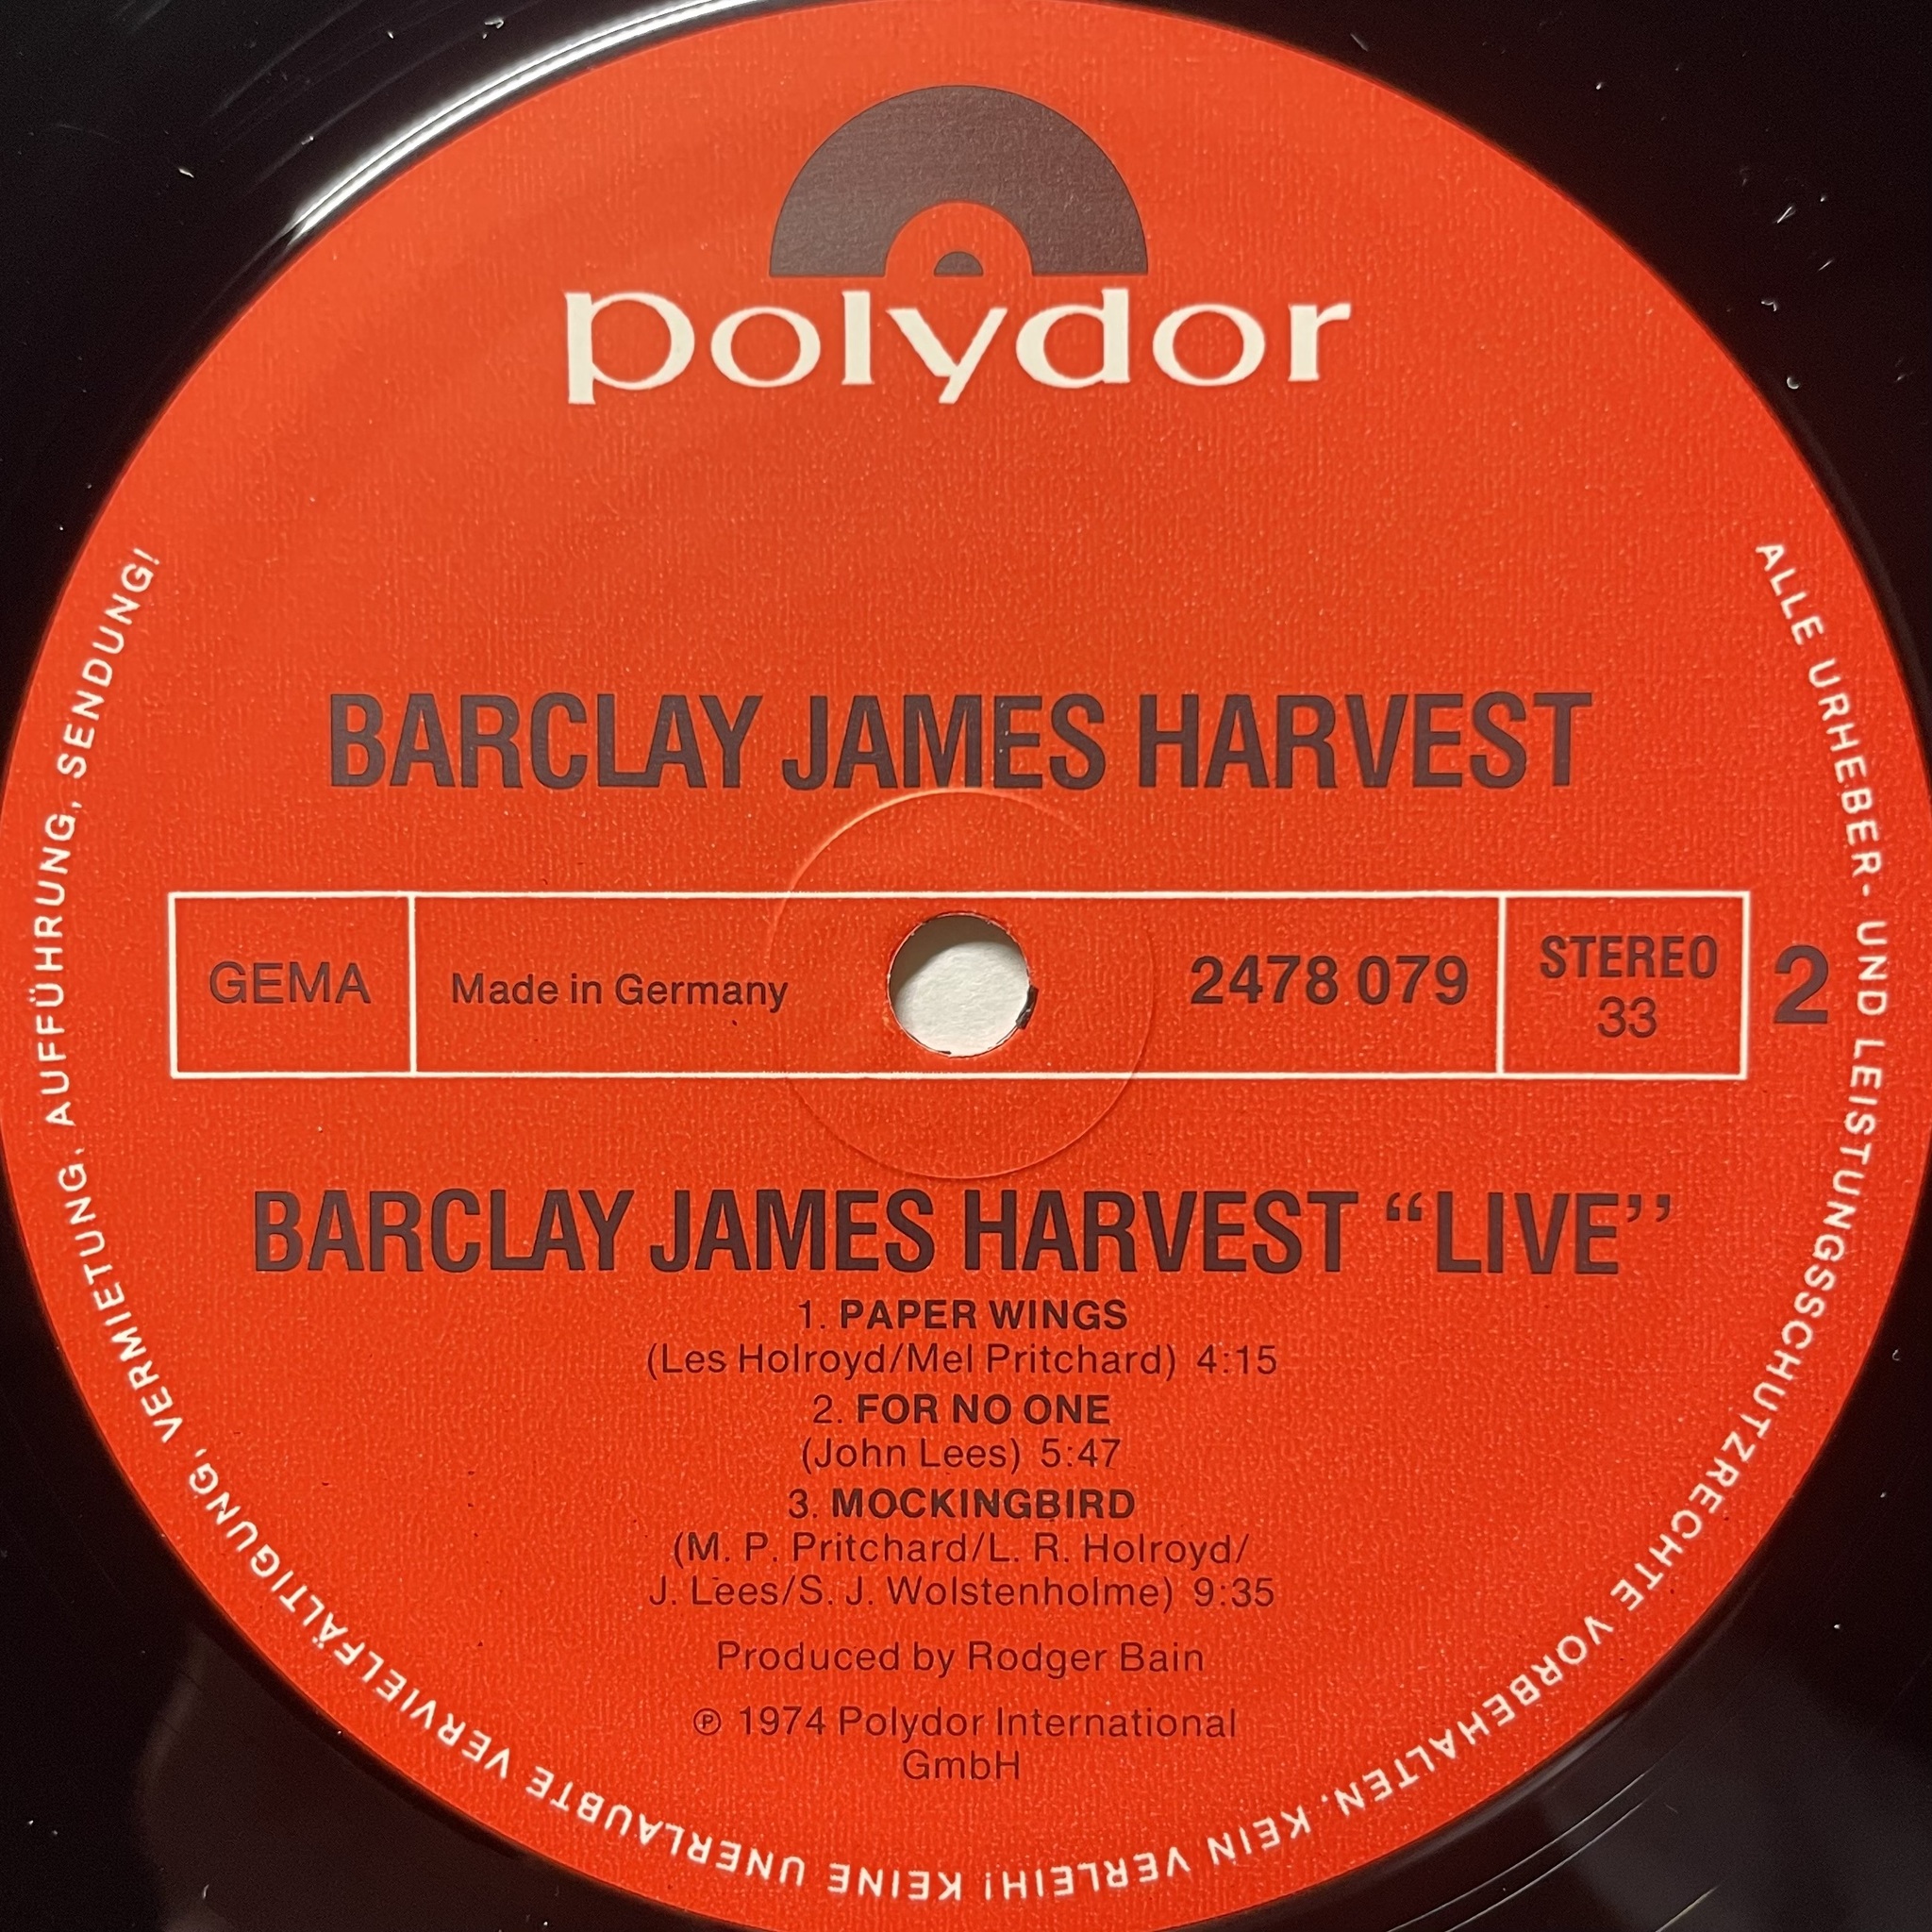 polydor
BARCLAY JAMES HARVEST
GEMA
Made in Germany
2478 079
STEREO
33
2
BARCLAY JAMES HARVEST “LIVE’’
1. PAPER WINGS
(Les Holroyd/Mel Pritchard) 4:15
2. FOR NO ONE
(John Lees) 5:47
3. MOCKINGBIRD
(M. P. Pritchard/L. R. Holroyd/
J. Lees/S. J. Wolstenholme) 9:35
Produced by Rodger Bain
℗ 1974 Polydor International
GmbH
ALLE URHEBER- UND LEISTUNGSSCHUTZRECHTE VORBEHALTEN. KEIN VERLEIH! KEINE UNERLAUBTE VERVIELFÄLTIGUNG, VERMIETUNG, AUFFÜHRUNG, SENDUNG!